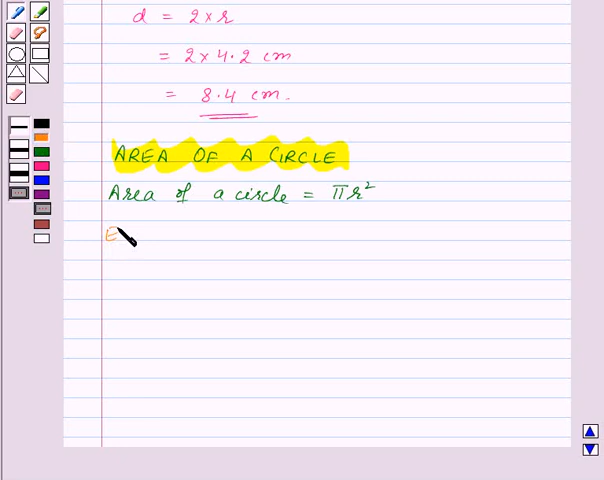 d = 2 × r
= 2 × 4.2 cm
= 8.4 cm.
AREA OF A CIRCLE
Area of a circle = πr²
E